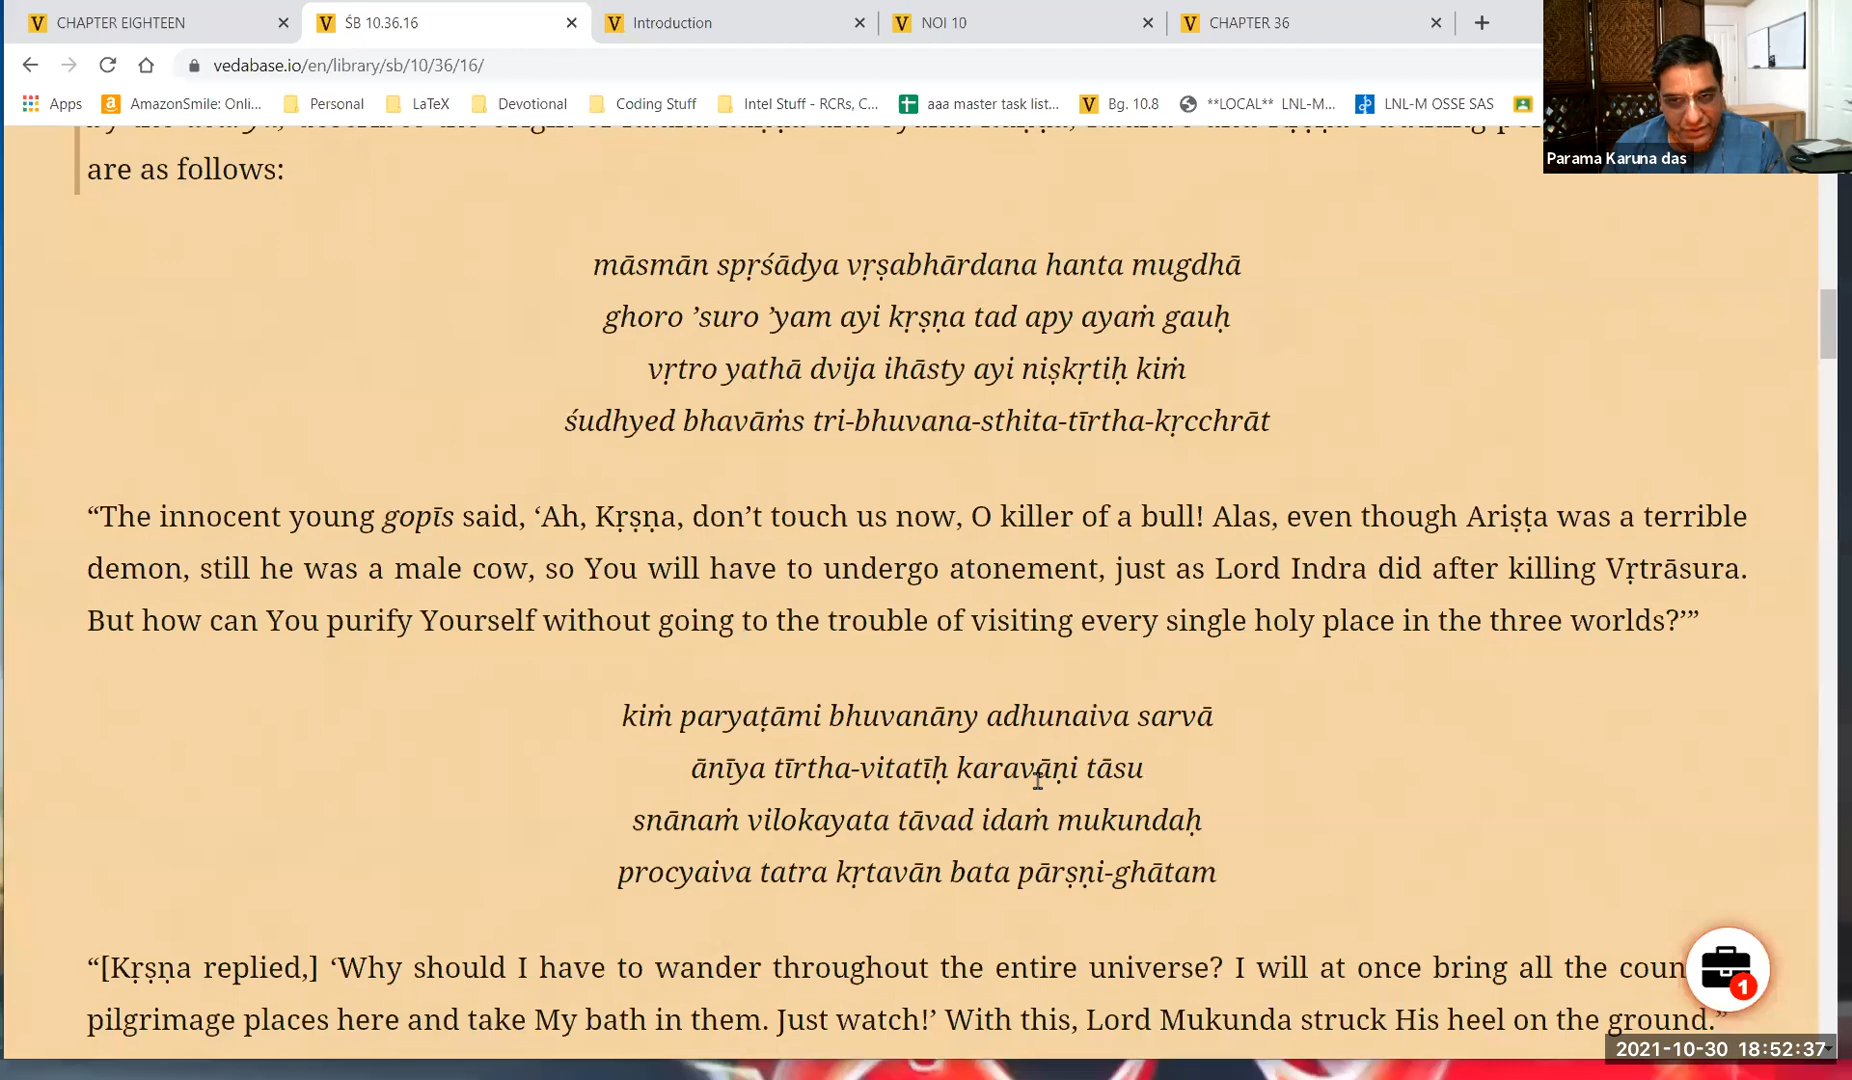 CHAPTER EIGHTEEN
ŚB 10.36.16
Introduction
NOI 10
CHAPTER 36
vedabase.io/en/library/sb/10/36/16/
Apps
AmazonSmile: Onli...
Personal
LaTeX
Devotional
Coding Stuff
Intel Stuff - RCRs, C...
aaa master task list...
Bg. 10.8
**LOCAL** LNL-M...
LNL-M OSSE SAS
Parama Karuna das
are as follows:
māsmān spṛśādya vṛṣabhārdana hanta mugdhā
ghoro ’suro ’yam ayi kṛṣṇa tad apy ayaṁ gauḥ
vṛtro yathā dvija ihāsty ayi niṣkṛtiḥ kiṁ
śudhyed bhavāṁs tri-bhuvana-sthita-tīrtha-kṛcchrāt
“The innocent young gopīs said, ‘Ah, Kṛṣṇa, don’t touch us now, O killer of a bull! Alas, even though Ariṣṭa was a terrible
demon, still he was a male cow, so You will have to undergo atonement, just as Lord Indra did after killing Vṛtrāsura.
But how can You purify Yourself without going to the trouble of visiting every single holy place in the three worlds?’”
kiṁ paryaṭāmi bhuvanāny adhunaiva sarvā
ānīya tīrtha-vitatīḥ karavāṇi tāsu
snānaṁ vilokayata tāvad idaṁ mukundaḥ
procyaiva tatra kṛtavān bata pārṣṇi-ghātam
“[Kṛṣṇa replied,] ‘Why should I have to wander throughout the entire universe? I will at once bring all the coun
pilgrimage places here and take My bath in them. Just watch!’ With this, Lord Mukunda struck His heel on the ground.”
1
2021-10-30 18:52:37